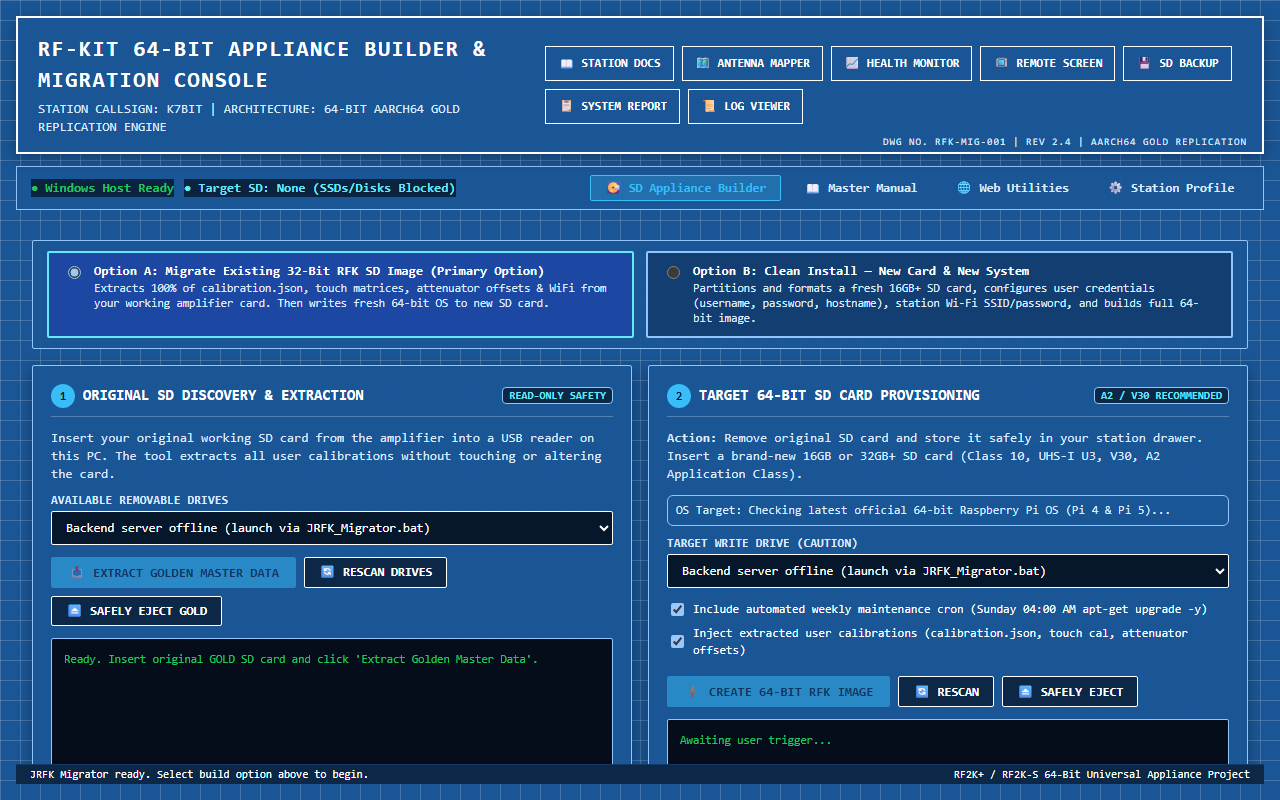 RF-KIT 64-BIT APPLIANCE BUILDER &
MIGRATION CONSOLE
STATION CALLSIGN: K7BIT | ARCHITECTURE: 64-BIT AARCH64 GOLD
REPLICATION ENGINE
STATION DOCS
ANTENNA MAPPER
HEALTH MONITOR
REMOTE SCREEN
SD BACKUP
SYSTEM REPORT
LOG VIEWER
DWG NO. RFK-MIG-001 | REV 2.4 | AARCH64 GOLD REPLICATION
● Windows Host Ready
● Target SD: None (SSDs/Disks Blocked)
SD Appliance Builder
Master Manual
Web Utilities
Station Profile
Option A: Migrate Existing 32-Bit RFK SD Image (Primary Option)
Extracts 100% of calibration.json, touch matrices, attenuator offsets & WiFi from
your working amplifier card. Then writes fresh 64-bit OS to new SD card.
Option B: Clean Install — New Card & New System
Partitions and formats a fresh 16GB+ SD card, configures user credentials
(username, password, hostname), station Wi-Fi SSID/password, and builds full 64-
bit image.
1 ORIGINAL SD DISCOVERY & EXTRACTION
READ-ONLY SAFETY
Insert your original working SD card from the amplifier into a USB reader on
this PC. The tool extracts all user calibrations without touching or altering
the card.
AVAILABLE REMOVABLE DRIVES
Backend server offline (launch via JRFK_Migrator.bat)
EXTRACT GOLDEN MASTER DATA
RESCAN DRIVES
SAFELY EJECT GOLD
Ready. Insert original GOLD SD card and click 'Extract Golden Master Data'.
2 TARGET 64-BIT SD CARD PROVISIONING
A2 / V30 RECOMMENDED
Action: Remove original SD card and store it safely in your station drawer.
Insert a brand-new 16GB or 32GB+ SD card (Class 10, UHS-I U3, V30, A2
Application Class).
OS Target: Checking latest official 64-bit Raspberry Pi OS (Pi 4 & Pi 5)...
TARGET WRITE DRIVE (CAUTION)
Backend server offline (launch via JRFK_Migrator.bat)
Include automated weekly maintenance cron (Sunday 04:00 AM apt-get upgrade -y)
Inject extracted user calibrations (calibration.json, touch cal, attenuator
offsets)
CREATE 64-BIT RFK IMAGE
RESCAN
SAFELY EJECT
Awaiting user trigger...
JRFK Migrator ready. Select build option above to begin.
RF2K+ / RF2K-S 64-Bit Universal Appliance Project